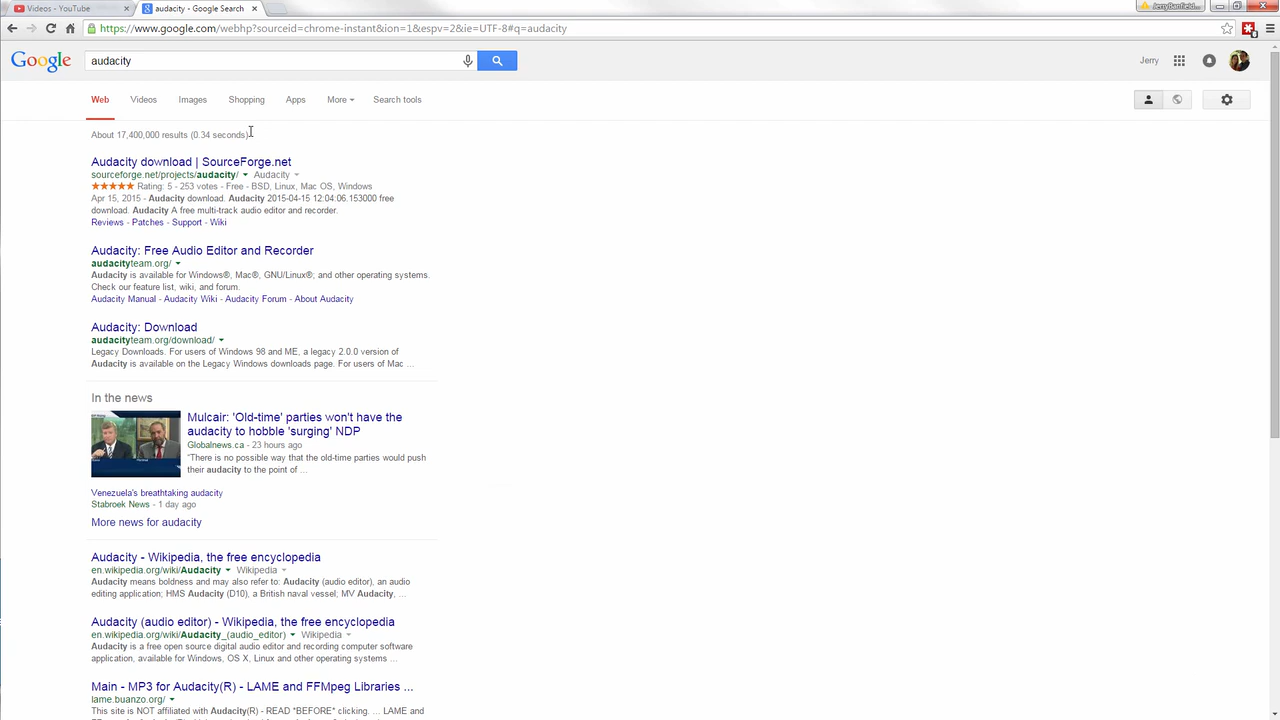 Videos - YouTube
audacity - Google Search
JerryBanfield...
https://www.google.com/webhp?sourceid=chrome-instant&ion=1&espv=2&ie=UTF-8#q=audacity
Google
audacity
Jerry
Web Videos Images Shopping Apps More Search tools
About 17,400,000 results (0.34 seconds)
Audacity download | SourceForge.net
sourceforge.net/projects/audacity/ Audacity
Rating: 5 - 253 votes - Free - BSD, Linux, Mac OS, Windows
Apr 15, 2015 - Audacity download. Audacity 2015-04-15 12:04:06.153000 free
download. Audacity A free multi-track audio editor and recorder.
Reviews - Patches - Support - Wiki
Audacity: Free Audio Editor and Recorder
audacityteam.org/
Audacity is available for Windows®, Mac®, GNU/Linux®, and other operating systems.
Check our feature list, wiki, and forum.
Audacity Manual - Audacity Wiki - Audacity Forum - About Audacity
Audacity: Download
audacityteam.org/download/
Legacy Downloads. For users of Windows 98 and ME, a legacy 2.0.0 version of
Audacity is available on the Legacy Windows downloads page. For users of Mac ...
In the news
Mulcair: 'Old-time' parties won't have the
audacity to hobble 'surging' NDP
Globalnews.ca - 23 hours ago
“There is no possible way that the old-time parties would push
their audacity to the point of ...
Venezuela's breathtaking audacity
Stabroek News - 1 day ago
More news for audacity
Audacity - Wikipedia, the free encyclopedia
en.wikipedia.org/wiki/Audacity Wikipedia
Audacity means boldness and may also refer to: Audacity (audio editor), an audio
editing application; HMS Audacity (D10), a British naval vessel; MV Audacity, ...
Audacity (audio editor) - Wikipedia, the free encyclopedia
en.wikipedia.org/wiki/Audacity_(audio_editor) Wikipedia
Audacity is a free open source digital audio editor and recording computer software
application, available for Windows, OS X, Linux and other operating systems ...
Main - MP3 for Audacity(R) - LAME and FFMpeg Libraries ...
lame.buanzo.org/
This site is NOT affiliated with Audacity(R) - READ *BEFORE* clicking. ... LAME and